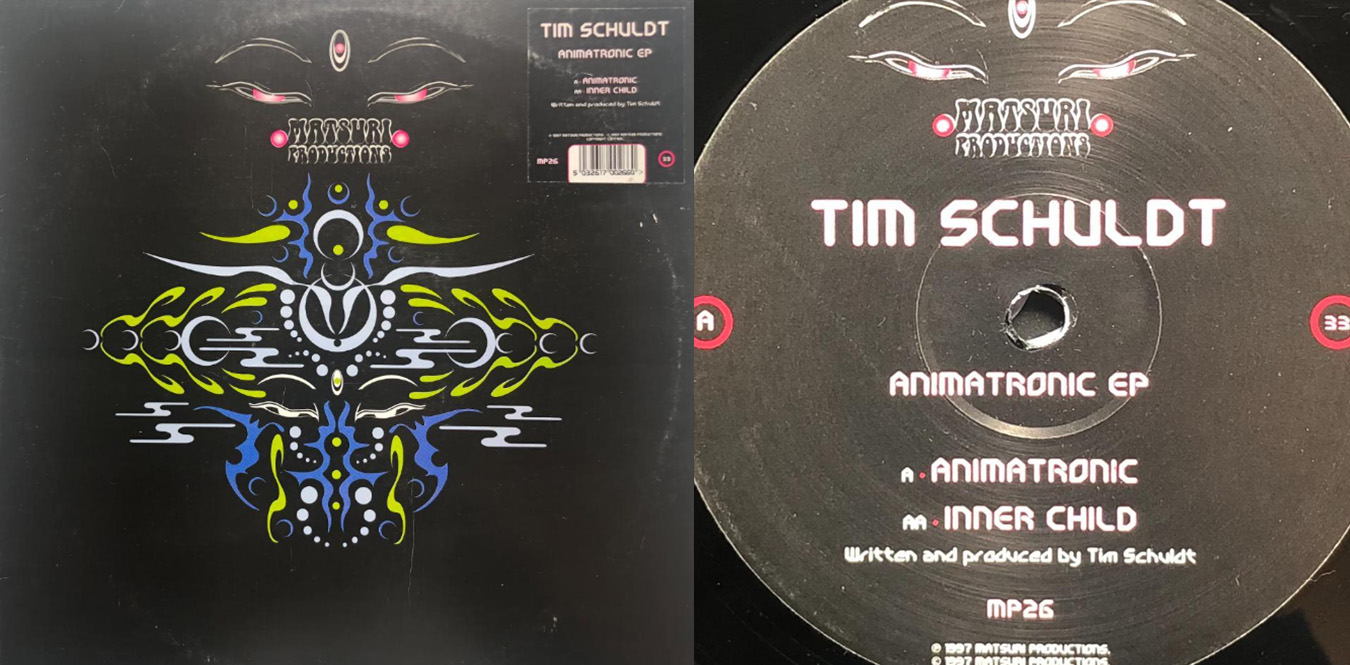 TIM SCHULDT
ANIMATRONIC EP
A · ANIMATRONIC
AA · INNER CHILD
Written and produced by Tim Schuldt
MP26
33
MATSURI
PRODUCTIONS
MATSURI
PRODUCTIONS
TIM SCHULDT
A
33
ANIMATRONIC EP
A · ANIMATRONIC
AA · INNER CHILD
Written and produced by Tim Schuldt
MP26
℗ 1997 MATSURI PRODUCTIONS.
© 1997 MATSURI PRODUCTIONS.